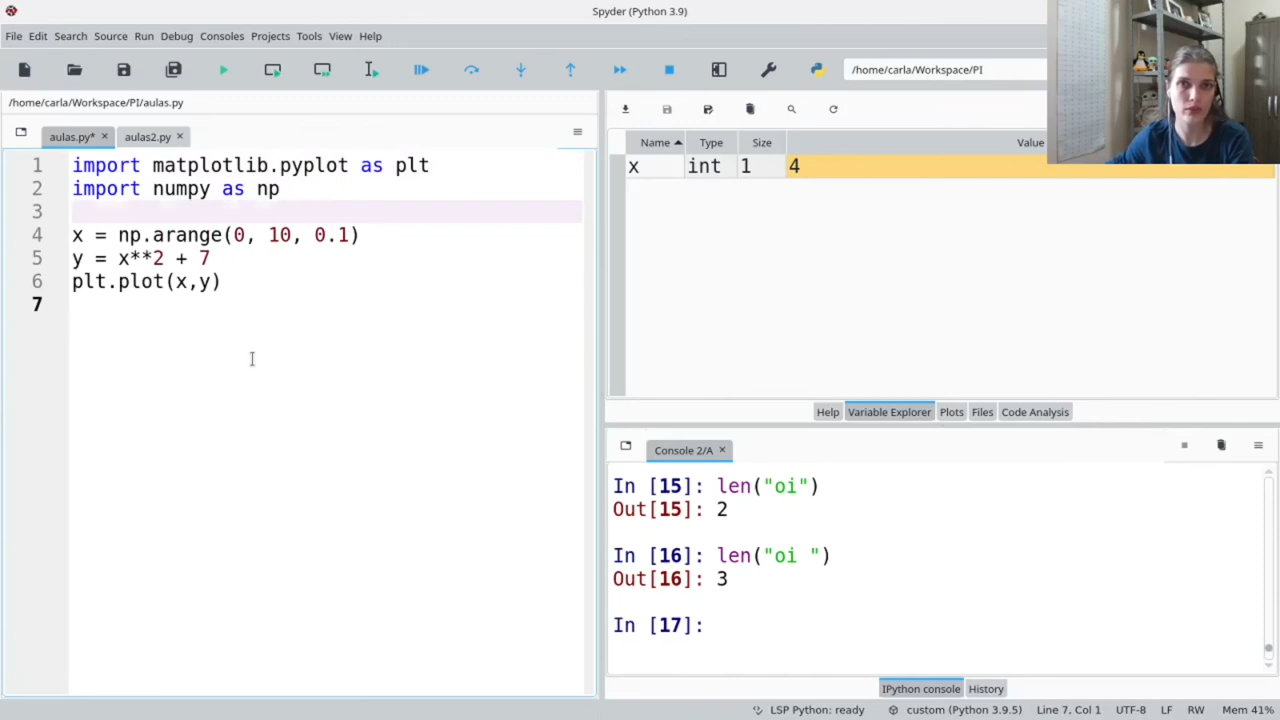 Spyder (Python 3.9)
File Edit Search Source Run Debug Consoles Projects Tools View Help
/home/carla/Workspace/PI
/home/carla/Workspace/PI/aulas.py
aulas.py* aulas2.py
1 import matplotlib.pyplot as plt
2 import numpy as np
3
4 x = np.arange(0, 10, 0.1)
5 y = x**2 + 7
6 plt.plot(x,y)
7
Name Type Size Value
x int 1 4
Help Variable Explorer Plots Files Code Analysis
Console 2/A
In [15]: len("oi")
Out[15]: 2
In [16]: len("oi ")
Out[16]: 3
In [17]:
IPython console History
LSP Python: ready custom (Python 3.9.5) Line 7, Col 1 UTF-8 LF RW Mem 41%